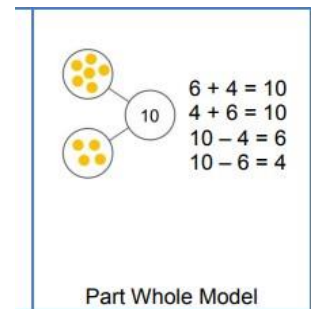 10
6 + 4 = 10
4 + 6 = 10
10 – 4 = 6
10 – 6 = 4
Part Whole Model